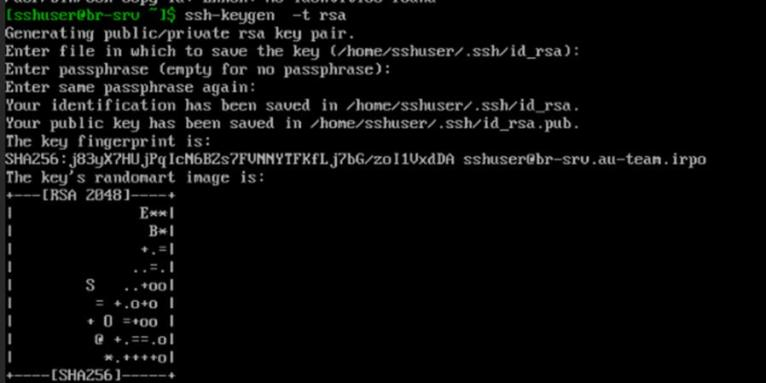 [sshuser@br-srv ~]$ ssh-keygen  -t rsa
Generating public/private rsa key pair.
Enter file in which to save the key (/home/sshuser/.ssh/id_rsa):
Enter passphrase (empty for no passphrase):
Enter same passphrase again:
Your identification has been saved in /home/sshuser/.ssh/id_rsa.
Your public key has been saved in /home/sshuser/.ssh/id_rsa.pub.
The key fingerprint is:
SHA256:j83yX7HUjPqIcN6BZs7FVNNYTFKfLj7bG/zoI1VxdDA sshuser@br-srv.au-team.irpo
The key's randomart image is:
+---[RSA 2048]----+
|              E**|
|               B*|
|              +.=|
|             ..=.|
|        S   ..+oo|
|         = +.o+o |
|        + O =+oo |
|         @ +.==.o|
|          *.++++o|
+----[SHA256]-----+